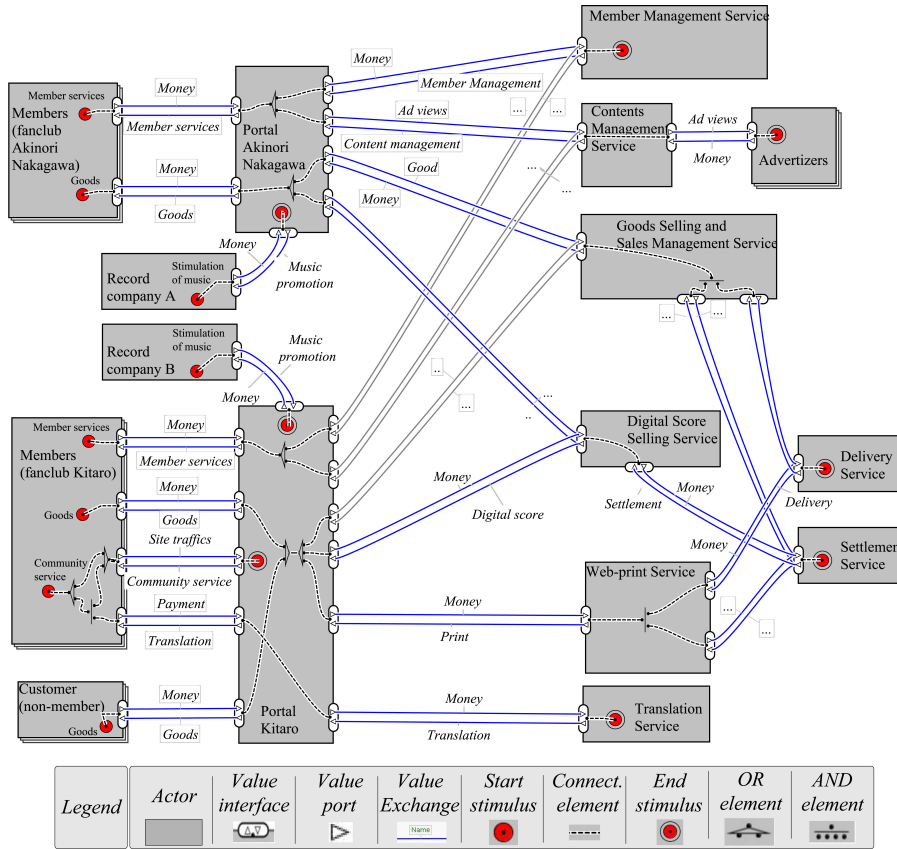 Member Management Service
Money
Member Management
...
...
Member services
Members
(fanclub
Akinori
Nakagawa)
Goods
Money
Member services
Money
Goods
Portal
Akinori
Nakagawa
Ad views
Content management
Good
Money
Contents
Management
Service
Ad views
Money
Advertizers
...
...
Goods Selling and
Sales Management Service
...
...
Money
Music
promotion
Record
company A
Stimulation
of music
Record
company B
Stimulation
of music
Music
promotion
Money
..
...
...
..
Digital Score
Selling Service
Settlement
Money
Delivery
Service
Delivery
Money
Settlemen
Service
Member services
Members
(fanclub Kitaro)
Goods
Community
service
Money
Member services
Money
Goods
Site traffics
Community service
Payment
Translation
Money
Digital score
Web-print Service
...
...
Money
Print
Customer
(non-member)
Goods
Money
Goods
Portal
Kitaro
Money
Translation
Translation
Service
Legend
Actor
Value
interface
Value
port
Value
Exchange
Name
Start
stimulus
Connect.
element
End
stimulus
OR
element
AND
element